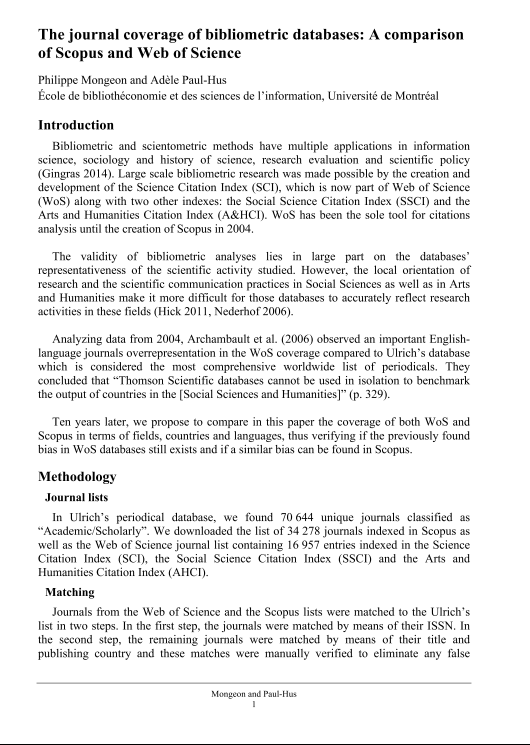 The journal coverage of bibliometric databases: A comparison
of Scopus and Web of Science
Philippe Mongeon and Adèle Paul-Hus
École de bibliothéconomie et des sciences de l’information, Université de Montréal
Introduction
Bibliometric and scientometric methods have multiple applications in information
science, sociology and history of science, research evaluation and scientific policy
(Gingras 2014). Large scale bibliometric research was made possible by the creation and
development of the Science Citation Index (SCI), which is now part of Web of Science
(WoS) along with two other indexes: the Social Science Citation Index (SSCI) and the
Arts and Humanities Citation Index (A&HCI). WoS has been the sole tool for citations
analysis until the creation of Scopus in 2004.
The validity of bibliometric analyses lies in large part on the databases’
representativeness of the scientific activity studied. However, the local orientation of
research and the scientific communication practices in Social Sciences as well as in Arts
and Humanities make it more difficult for those databases to accurately reflect research
activities in these fields (Hick 2011, Nederhof 2006).
Analyzing data from 2004, Archambault et al. (2006) observed an important English-
language journals overrepresentation in the WoS coverage compared to Ulrich’s database
which is considered the most comprehensive worldwide list of periodicals. They
concluded that “Thomson Scientific databases cannot be used in isolation to benchmark
the output of countries in the [Social Sciences and Humanities]” (p. 329).
Ten years later, we propose to compare in this paper the coverage of both WoS and
Scopus in terms of fields, countries and languages, thus verifying if the previously found
bias in WoS databases still exists and if a similar bias can be found in Scopus.
Methodology
Journal lists
In Ulrich’s periodical database, we found 70 644 unique journals classified as
“Academic/Scholarly”. We downloaded the list of 34 278 journals indexed in Scopus as
well as the Web of Science journal list containing 16 957 entries indexed in the Science
Citation Index (SCI), the Social Science Citation Index (SSCI) and the Arts and
Humanities Citation Index (AHCI).
Matching
Journals from the Web of Science and the Scopus lists were matched to the Ulrich’s
list in two steps. In the first step, the journals were matched by means of their ISSN. In
the second step, the remaining journals were matched by means of their title and
publishing country and these matches were manually verified to eliminate any false
Mongeon and Paul-Hus
1